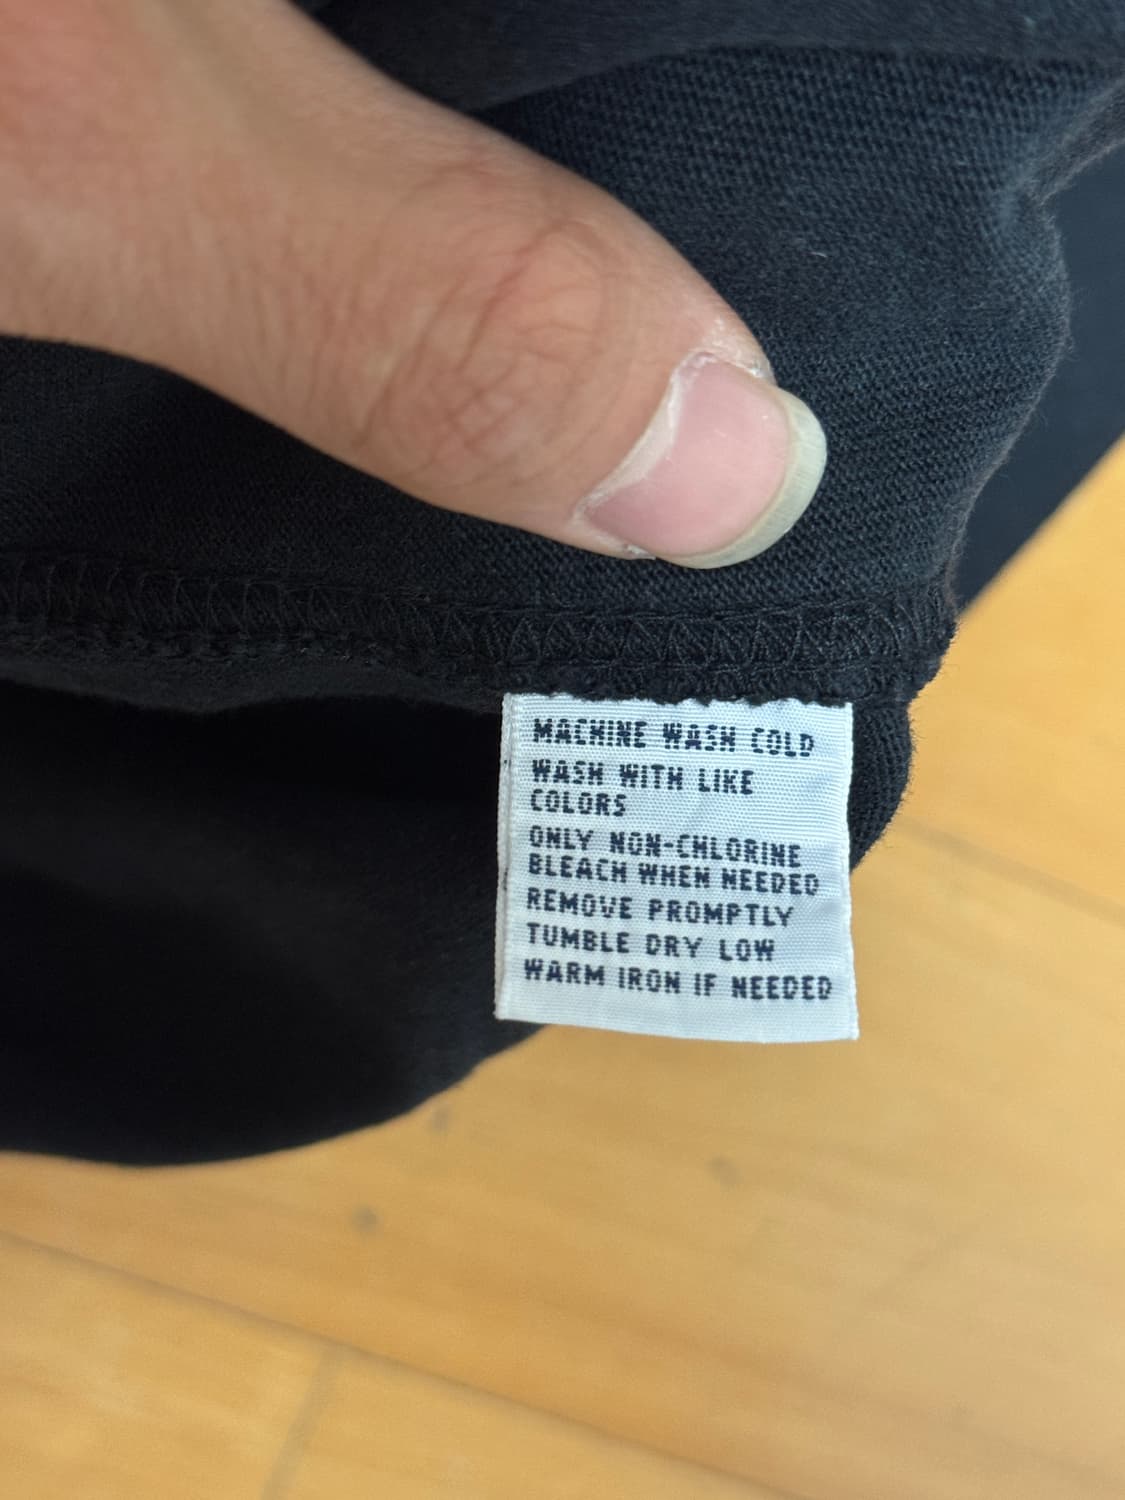 MACHINE WASH COLD
WASH WITH LIKE
COLORS
ONLY NON-CHLORINE
BLEACH WHEN NEEDED
REMOVE PROMPTLY
TUMBLE DRY LOW
WARM IRON IF NEEDED